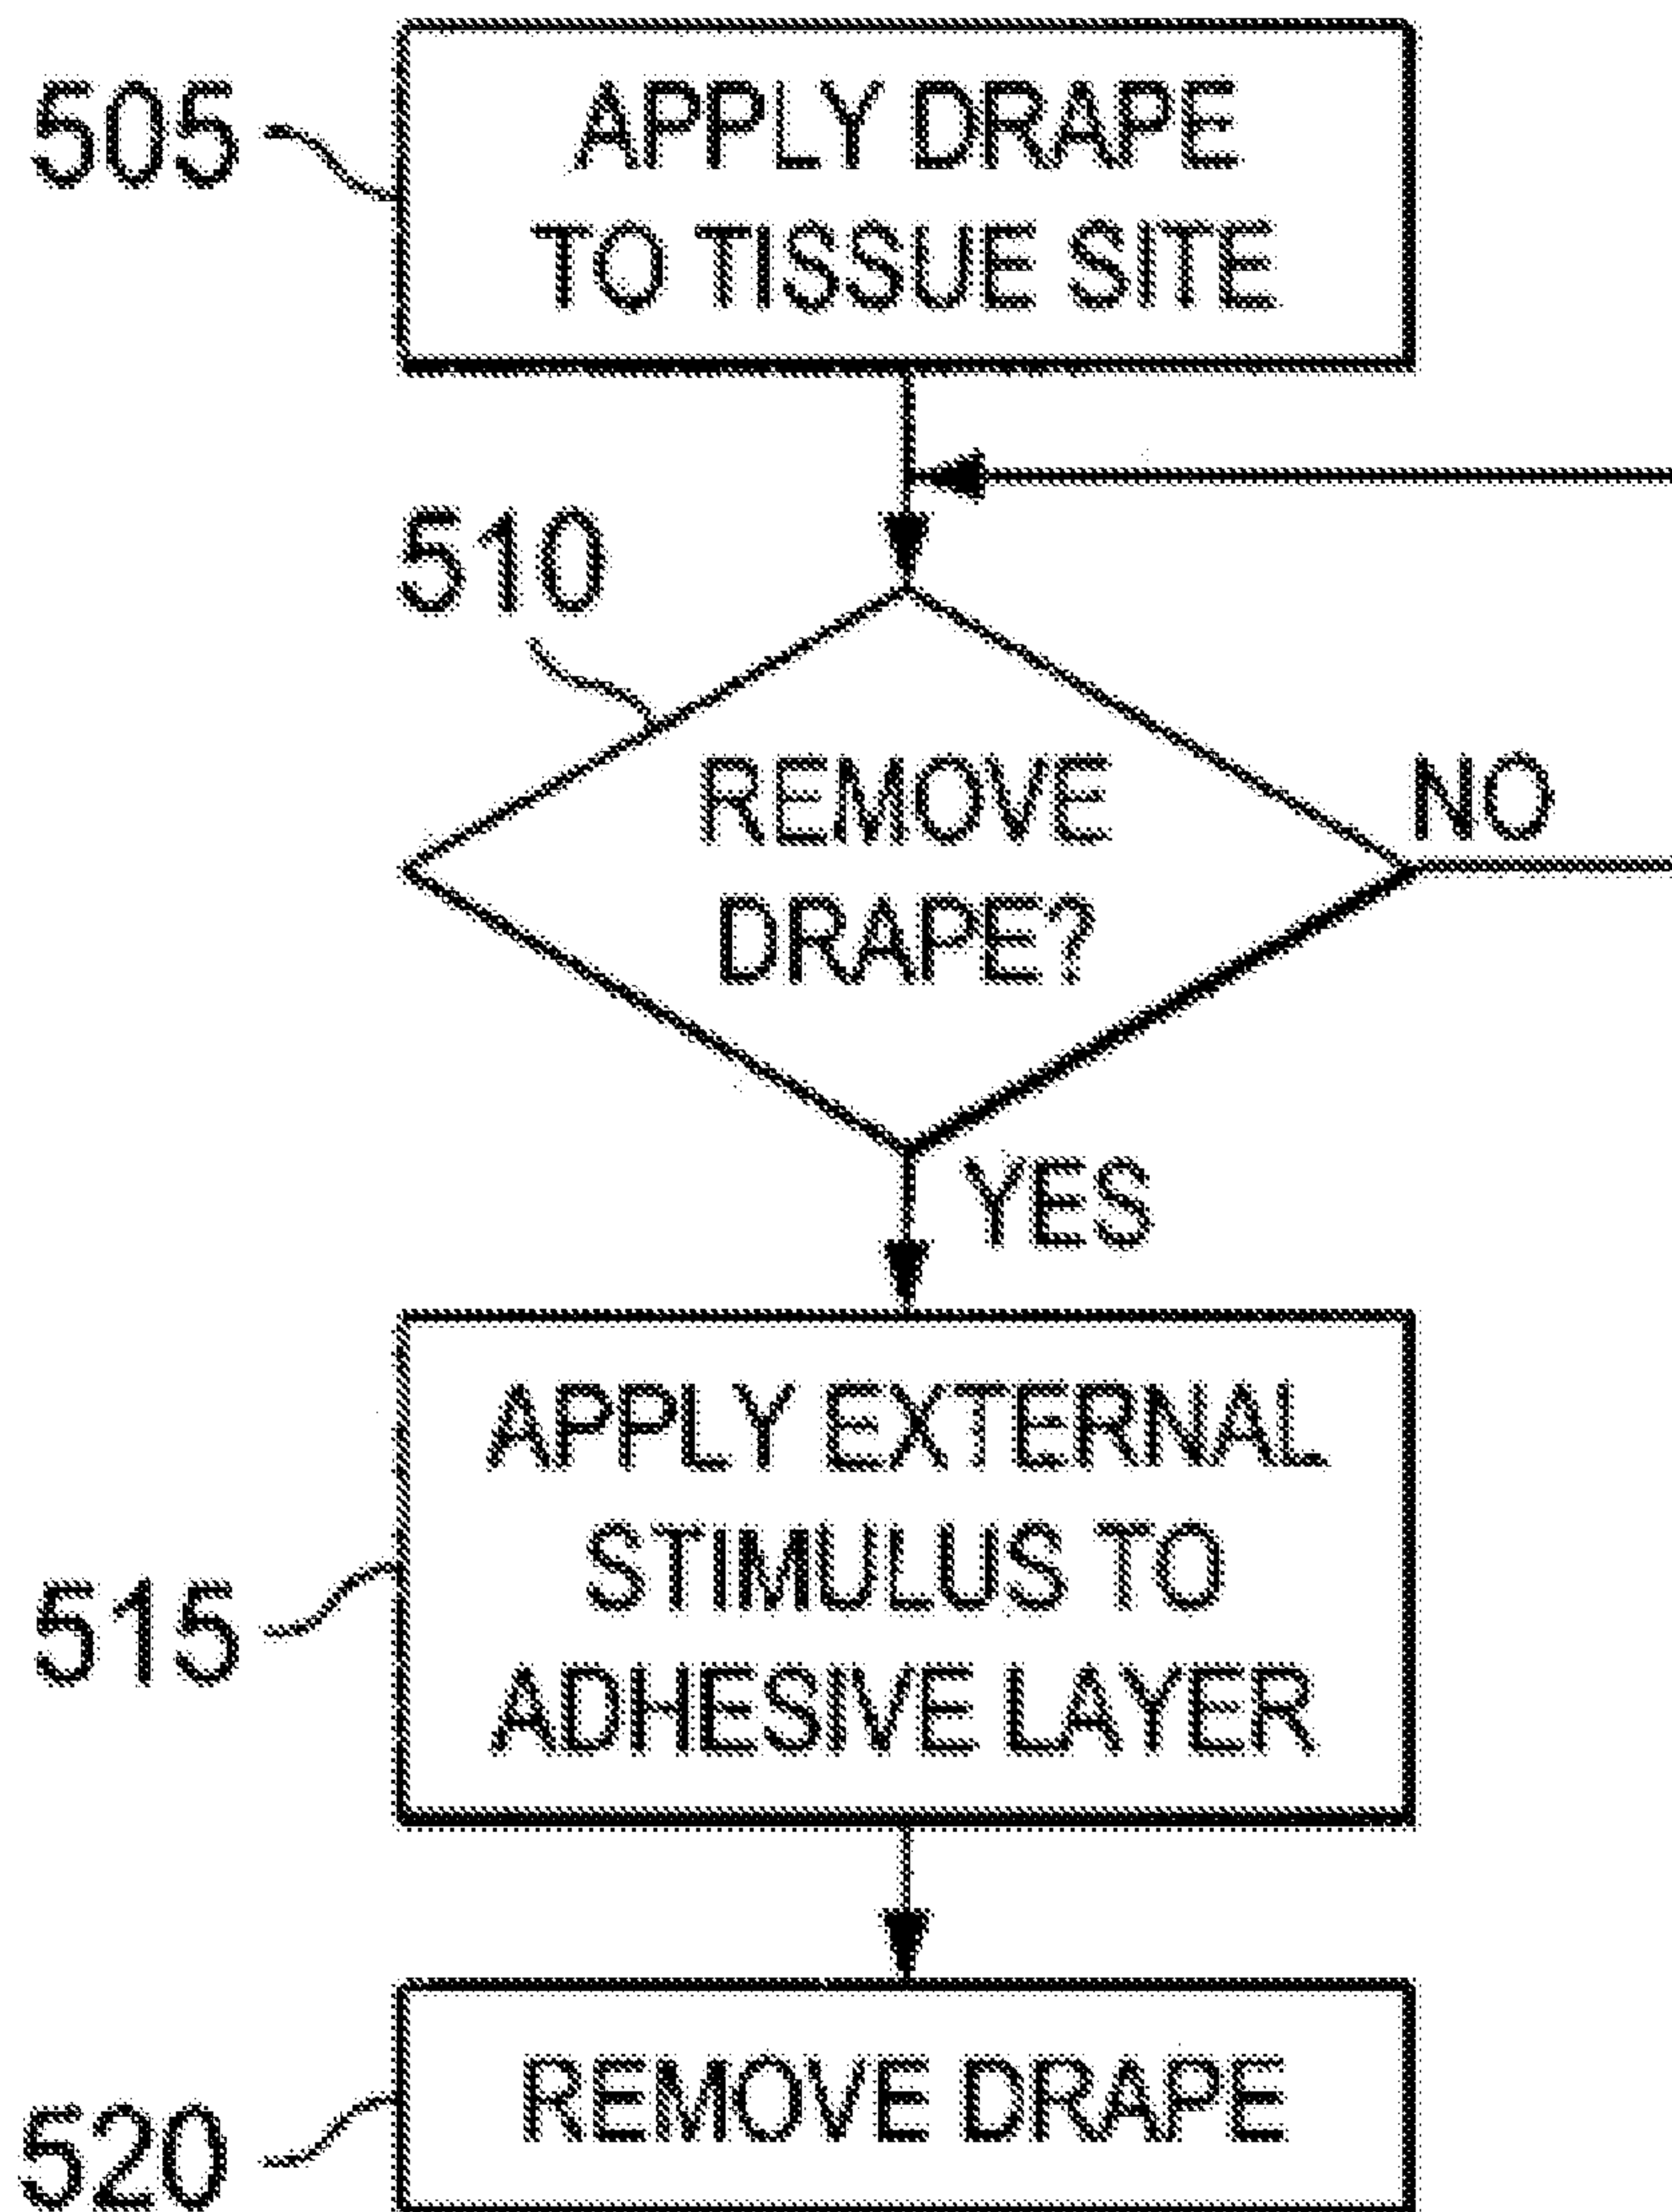 505
APPLY DRAPE
TO TISSUE SITE
510
REMOVE
DRAPE?
NO
YES
515
APPLY EXTERNAL
STIMULUS TO
ADHESIVE LAYER
520
REMOVE DRAPE